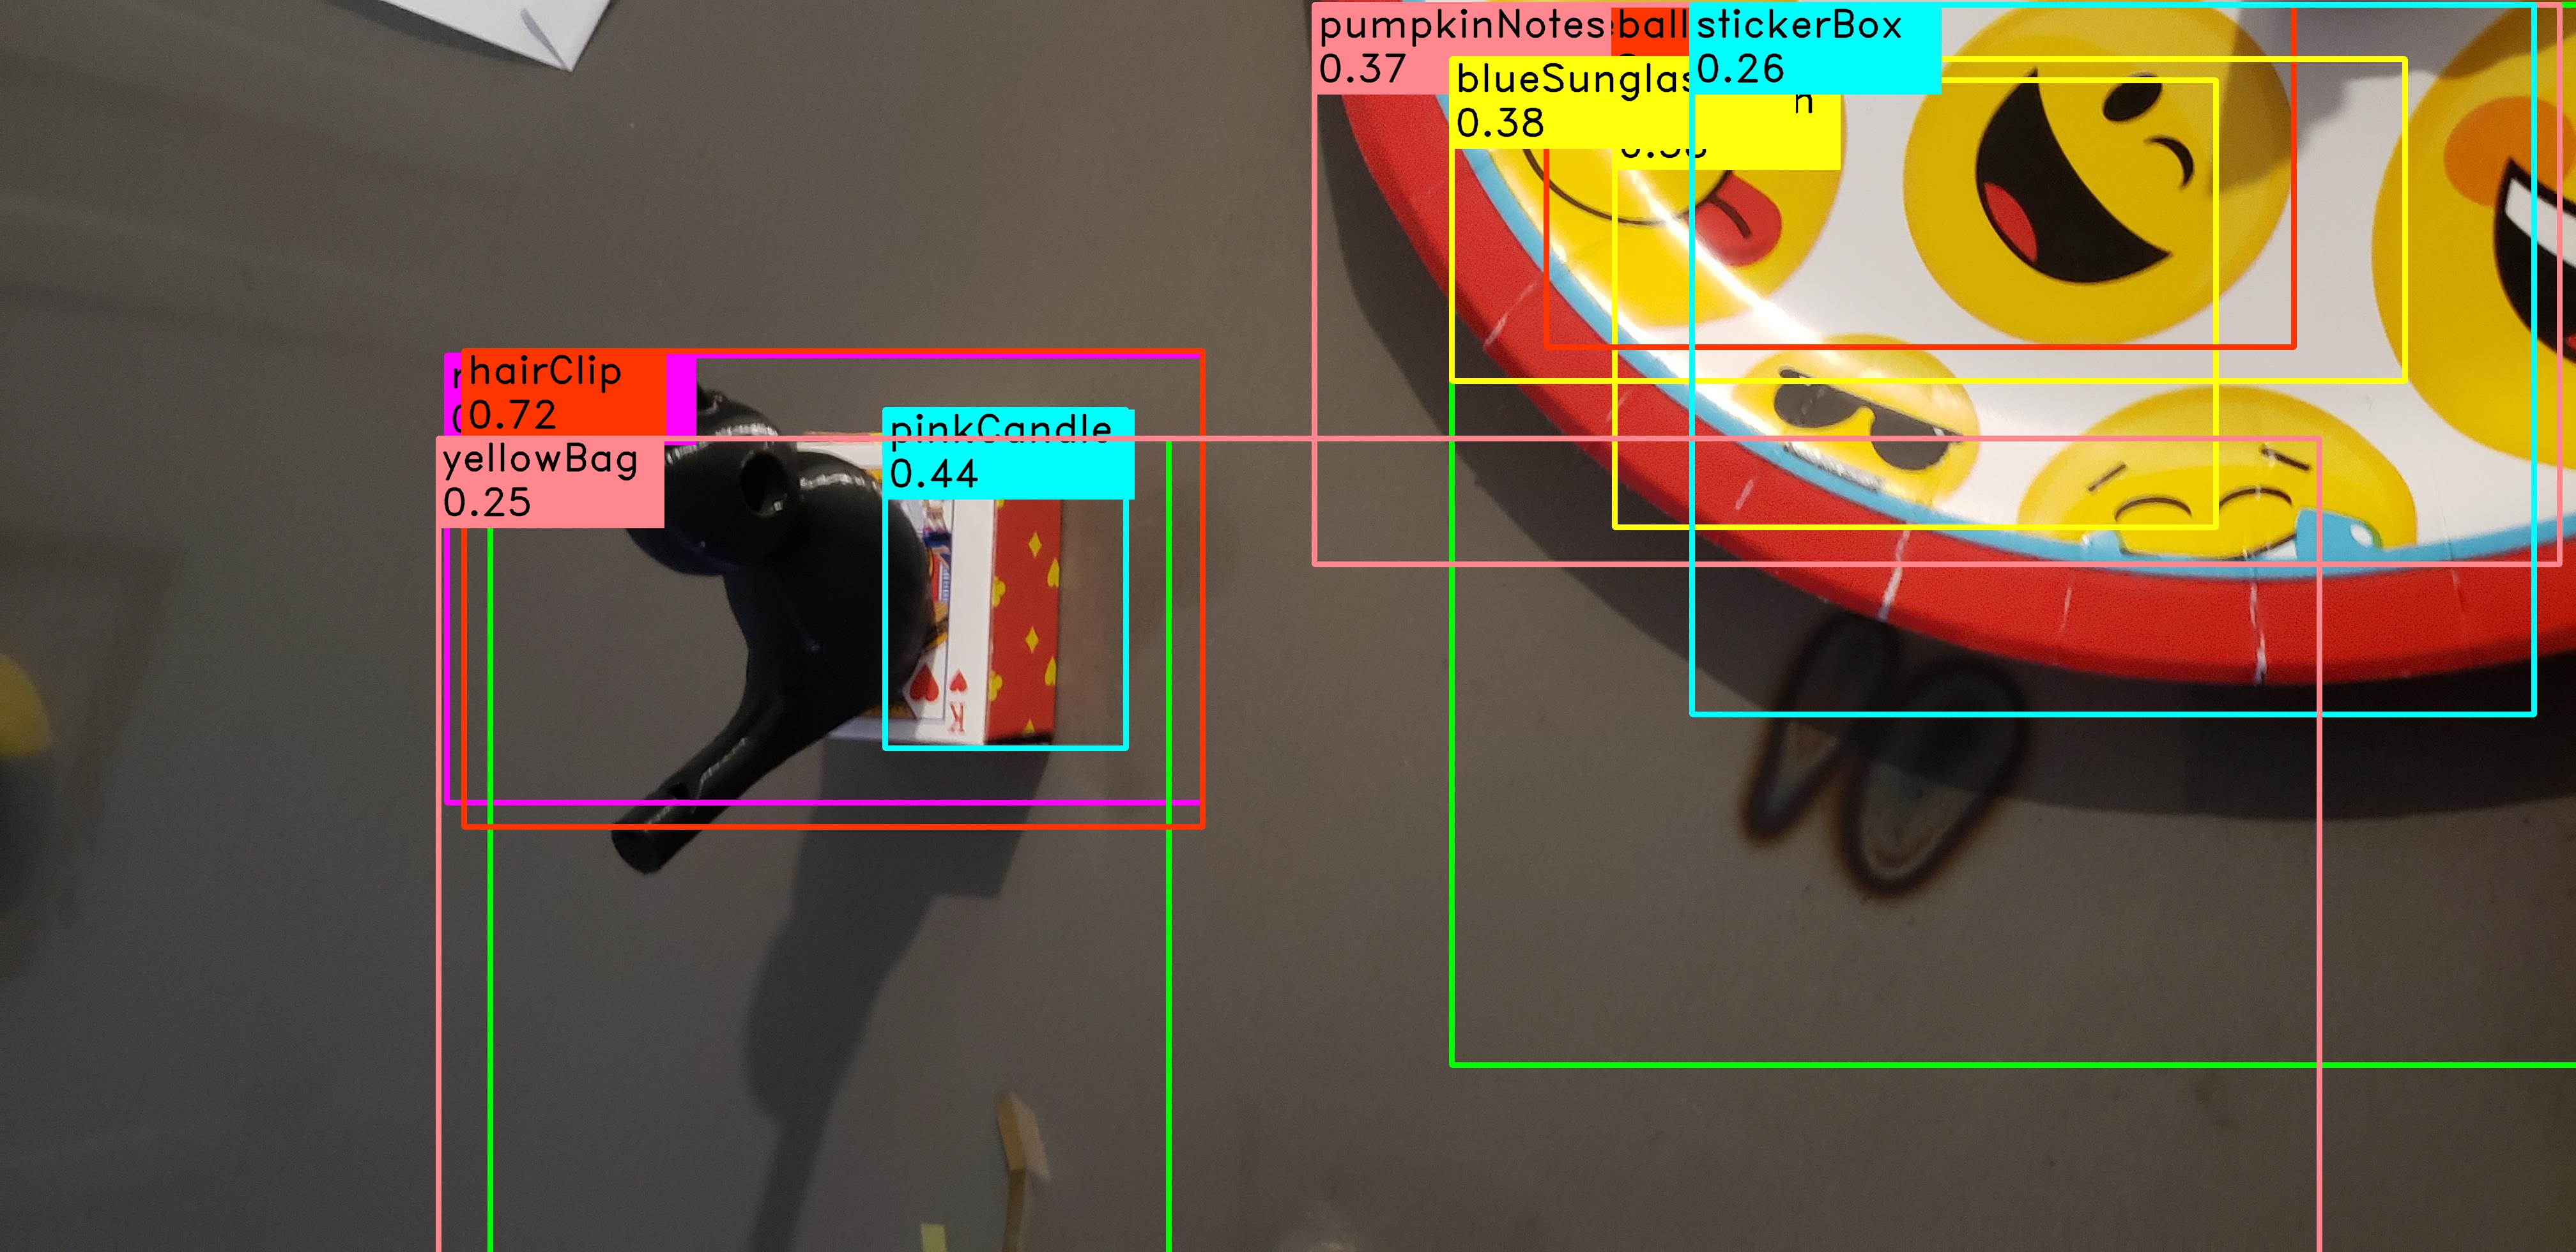 pumpkinNotes
0.37
ball
stickerBox
0.26
blueSunglas
0.38
n
hairClip
0.72
pinkCandle
0.44
yellowBag
0.25
K